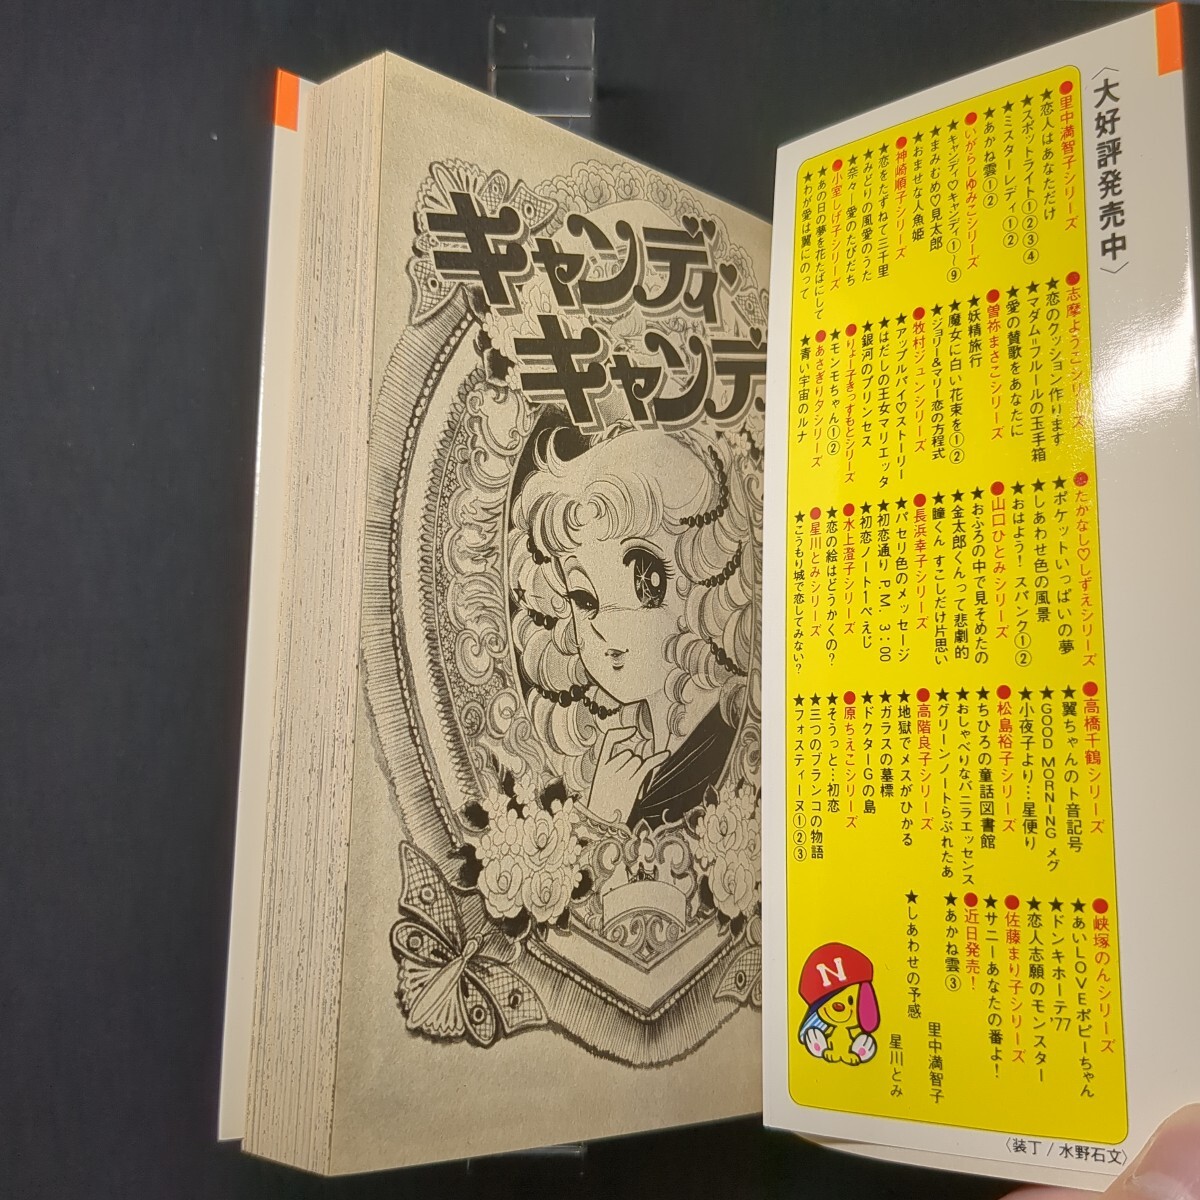 キャンディ♥
キャンデ
〈大好評発売中〉
●里中満智子シリーズ
★恋人はあなただけ
★スポットライト①②③④
★ミスターレディ①②
★あかね雲①②
●いがらしゆみこシリーズ
★キャンディ♡キャンディ①〜⑨
★まみむめ♡見太郎
★おませな人魚姫
●神崎順子シリーズ
★恋をたずねて三千里
★みどりの風愛のうた
★奈々―愛のたびだち
●小室しげ子シリーズ
★あの日の夢を花たばにして
★わが愛は翼にのって
●志摩ようこシリーズ
★恋のクッション作ります
★マダム=フルールの玉手箱
★愛の賛歌をあなたに
●曽祢まさこシリーズ
★妖精旅行
★魔女に白い花束を①②
★ジョリー&マリー恋の方程式
●牧村ジュンシリーズ
★アップルパイ♡ストーリー
★はだしの王女マリエッタ
★銀河のプリンセス
●りょう子きっすもとシリーズ
★モンモちゃん①②
●あさぎり夕シリーズ
★青い宇宙のルナ
●たかなし♡しずえシリーズ
★ポケットいっぱいの夢
★しあわせ色の風景
★おはよう!スパンク①②
●山口ひとみシリーズ
★おふろの中で見そめたの
★金太郎くんって悲劇的
★瞳くん すこしだけ片思い
●長浜幸子シリーズ
★パセリ色のメッセージ
★初恋通りPM.3:00
★初恋ノート1ぺえじ
●水上澄子シリーズ
★恋の絵はどうかくの?
●星川とみシリーズ
★こうもり城で恋してみない?
●高橋千鶴シリーズ
★翼ちゃんのト音記号
★GOOD MORNING メグ
★小夜子より…星便り
●松島裕子シリーズ
★ちひろの童話図書館
★おしゃべりなバニラエッセンス
★グリーンノートらぶれたあ
●高階良子シリーズ
★地獄でメスがひかる
★ガラスの墓標
★ドクターGの島
●原ちえこシリーズ
★そうっと…初恋
★三つのブランコの物語
★フォスティーヌ①②③
●峡塚のんシリーズ
★あいLOVEポピーちゃん
★ドンキホーテ'77
★恋人志願のモンスター
●佐藤まり子シリーズ
★サニーあなたの番よ!
●近日発売!
★あかね雲③ 里中満智子
★しあわせの予感 星川とみ
N
〈装丁/水野石文〉